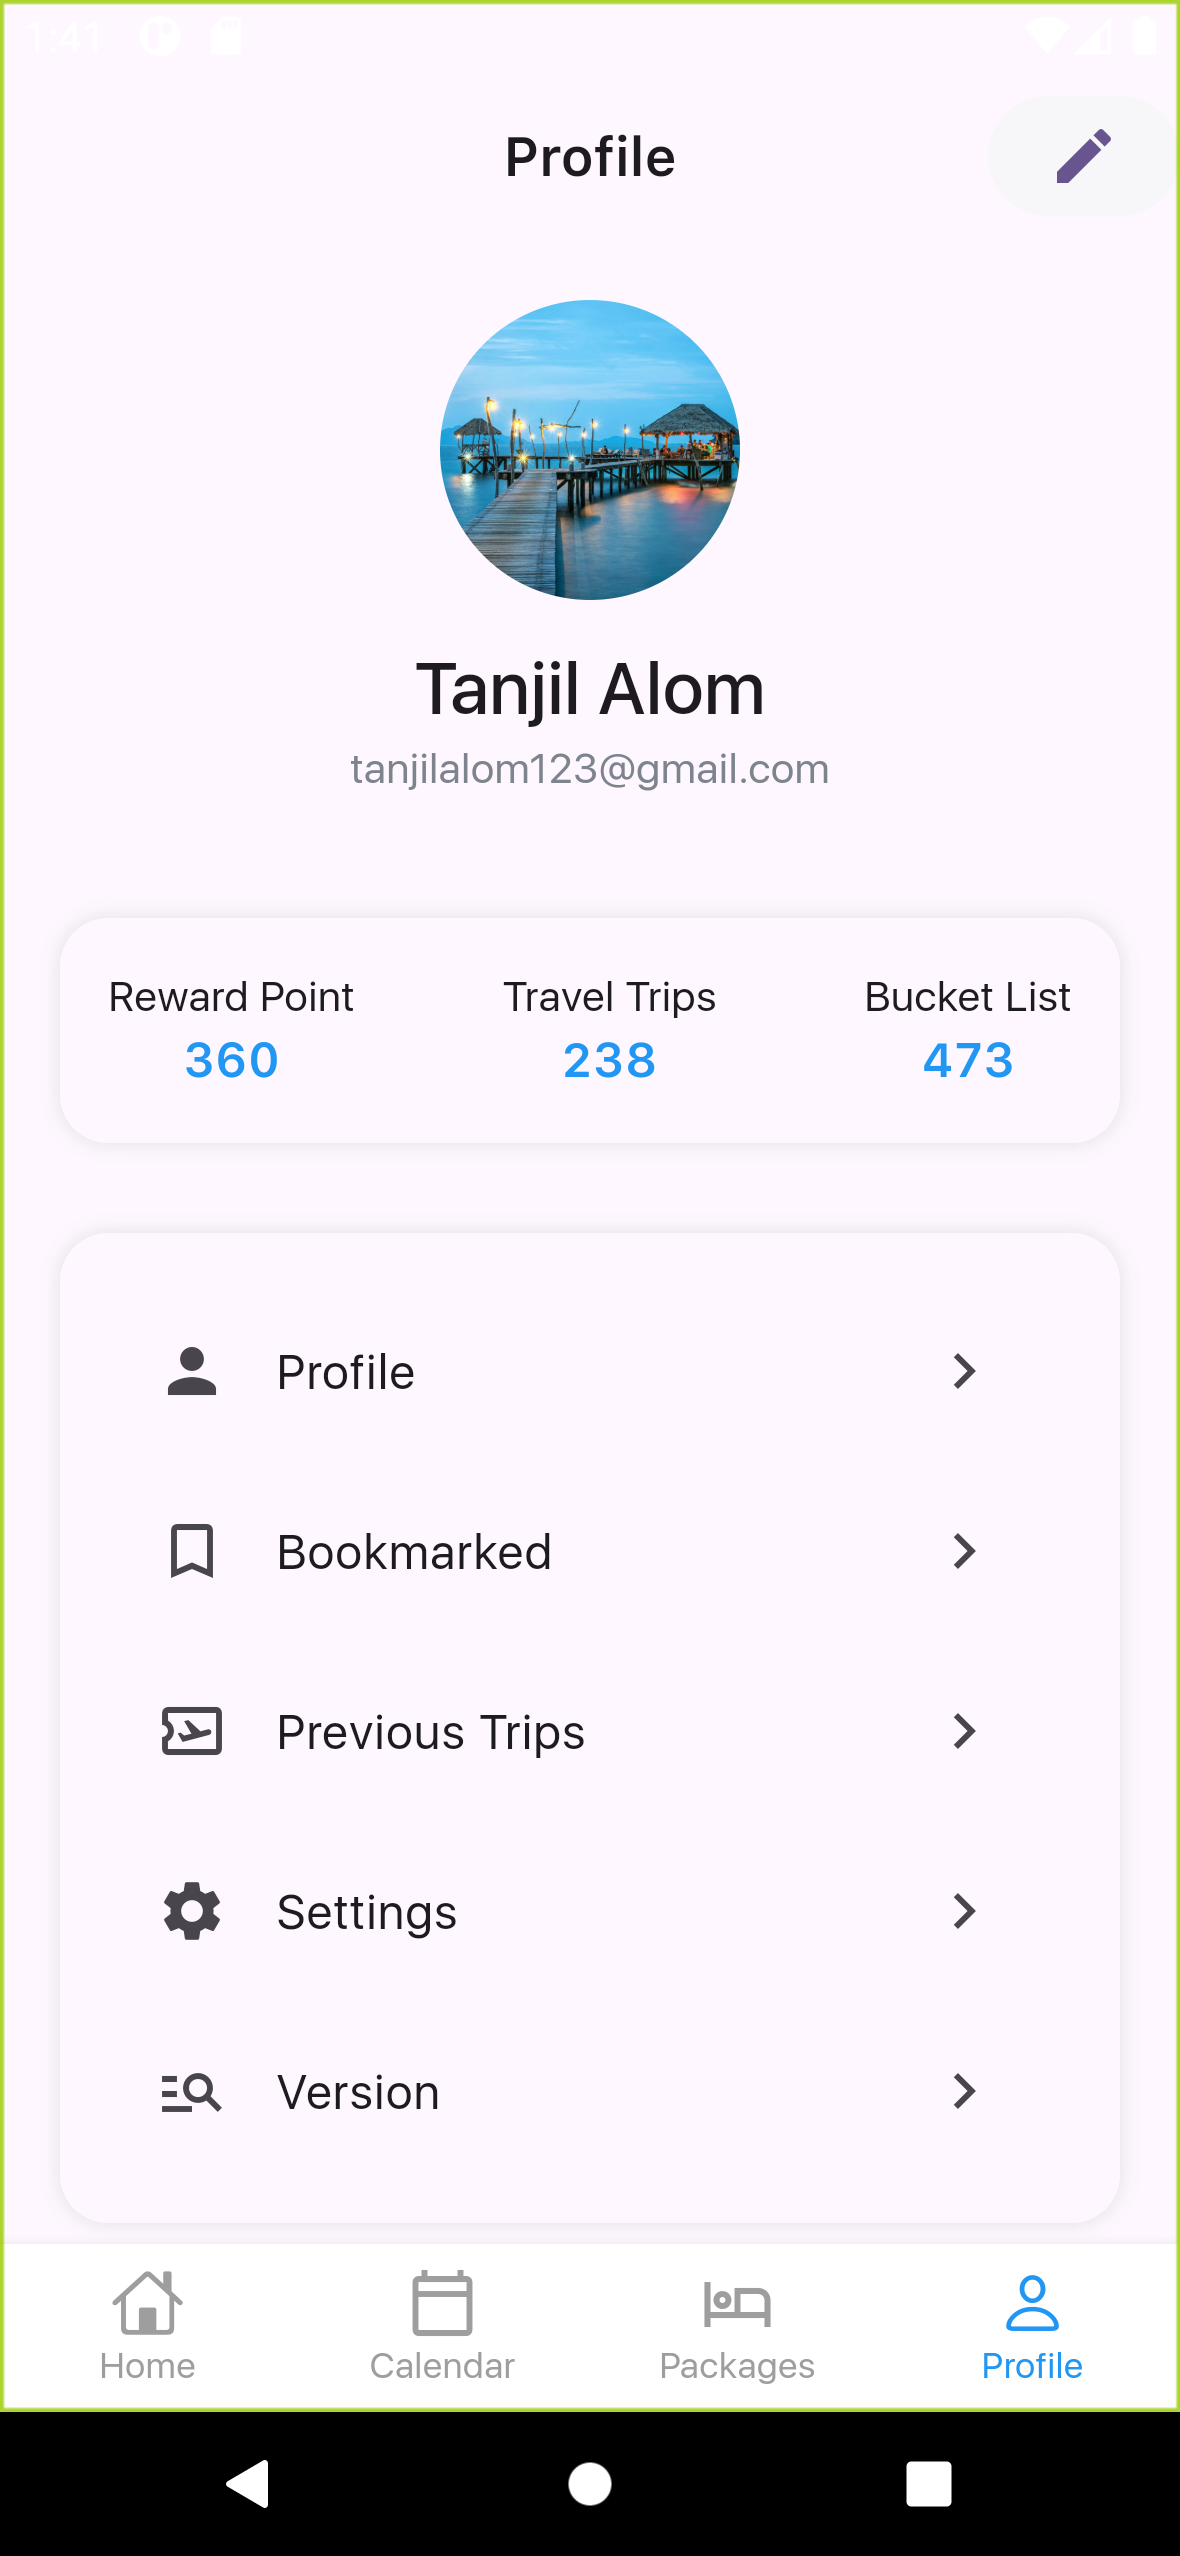 1:41
Profile
Tanjil Alom
tanjilalom123@gmail.com
Reward Point Travel Trips Bucket List
360 238 473
Profile
Bookmarked
Previous Trips
Settings
Version
Home Calendar Packages Profile